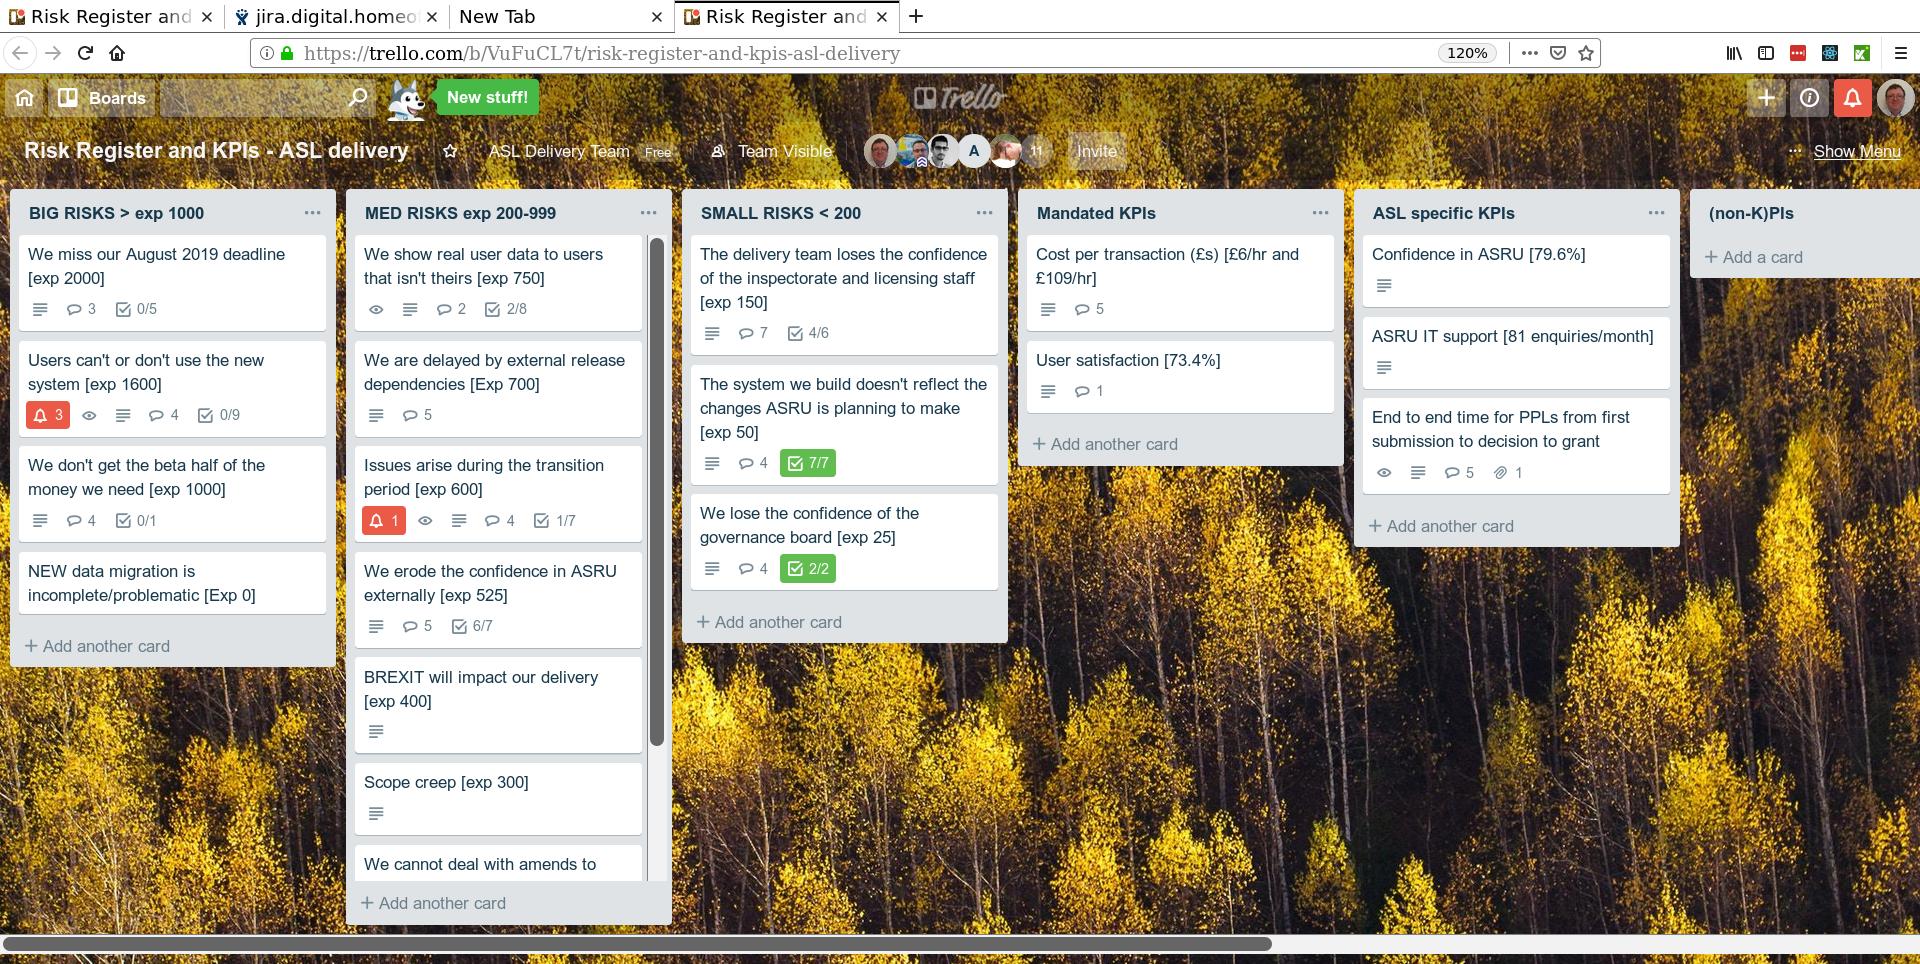 Risk Register and
jira.digital.homeo
New Tab
Risk Register and
https://trello.com/b/VuFuCL7t/risk-register-and-kpis-asl-delivery
120%
Boards
New stuff!
Trello
Risk Register and KPIs - ASL delivery
ASL Delivery Team
Free
Team Visible
A
11
Invite
Show Menu
BIG RISKS > exp 1000
We miss our August 2019 deadline
[exp 2000]
3
0/5
Users can't or don't use the new
system [exp 1600]
3
4
0/9
We don't get the beta half of the
money we need [exp 1000]
4
0/1
NEW data migration is
incomplete/problematic [Exp 0]
+ Add another card
MED RISKS exp 200-999
We show real user data to users
that isn't theirs [exp 750]
2
2/8
We are delayed by external release
dependencies [Exp 700]
5
Issues arise during the transition
period [exp 600]
1
4
1/7
We erode the confidence in ASRU
externally [exp 525]
5
6/7
BREXIT will impact our delivery
[exp 400]
Scope creep [exp 300]
We cannot deal with amends to
+ Add another card
SMALL RISKS < 200
The delivery team loses the confidence
of the inspectorate and licensing staff
[exp 150]
7
4/6
The system we build doesn't reflect the
changes ASRU is planning to make
[exp 50]
4
7/7
We lose the confidence of the
governance board [exp 25]
4
2/2
+ Add another card
Mandated KPIs
Cost per transaction (£s) [£6/hr and
£109/hr]
5
User satisfaction [73.4%]
1
+ Add another card
ASL specific KPIs
Confidence in ASRU [79.6%]
ASRU IT support [81 enquiries/month]
End to end time for PPLs from first
submission to decision to grant
5
1
+ Add another card
(non-K)PIs
+ Add a card